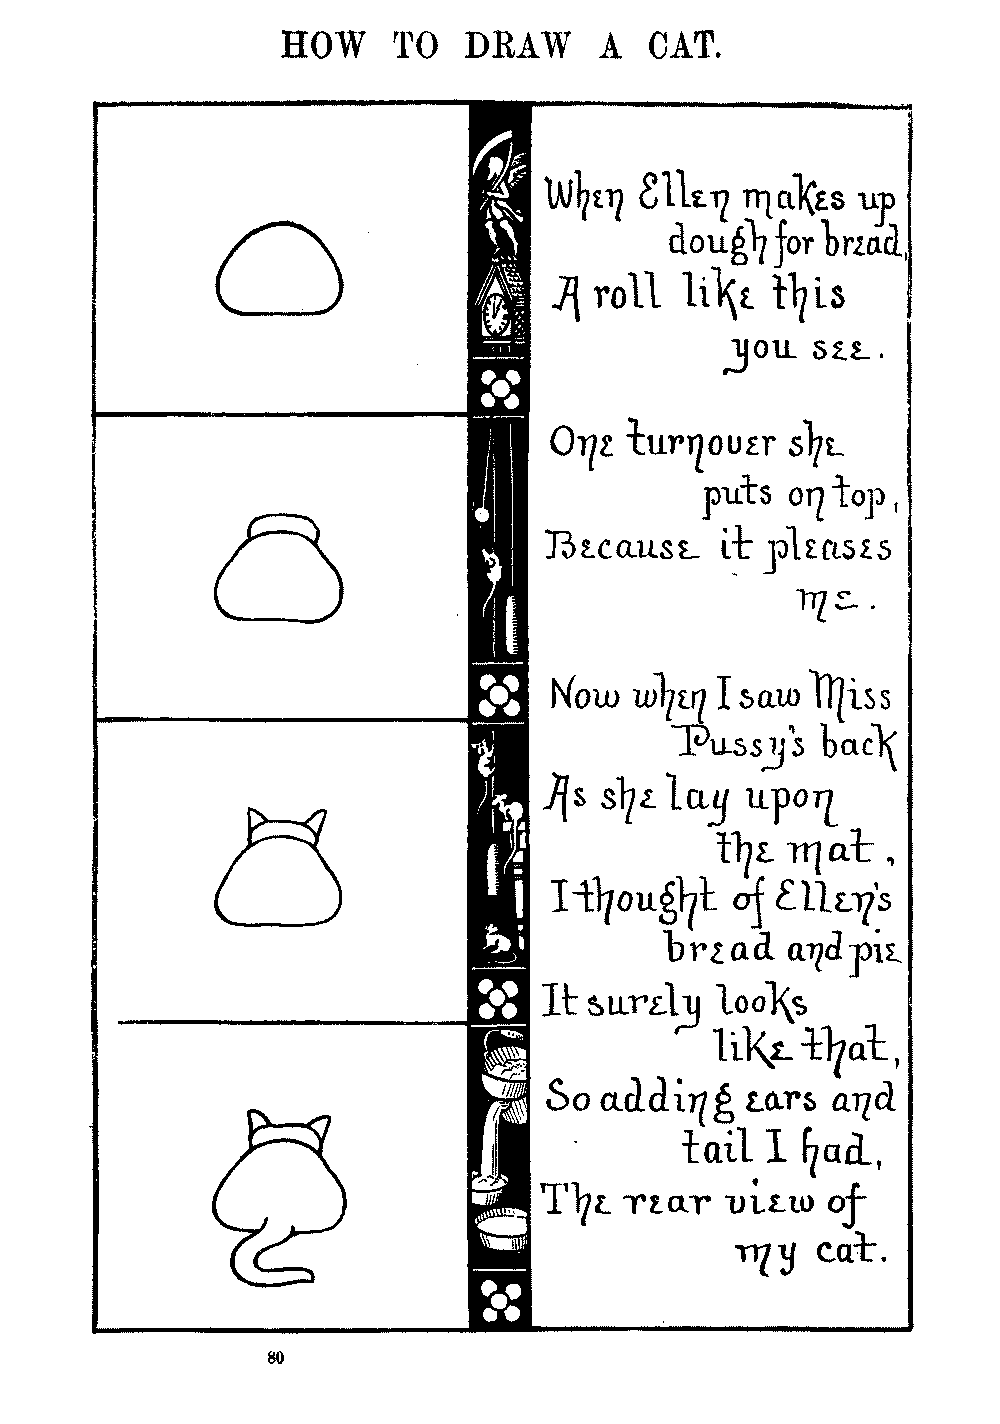 HOW TO DRAW A CAT.
When Ellen makes up
dough for bread,
A roll like this
you see.
One turnover she
puts on top,
Because it pleases
me.
Now when I saw Miss
Pussy's back
As she lay upon
the mat,
I thought of Ellen's
bread and pie
It surely looks
like that,
So adding ears and
tail I had,
The rear view of
my cat.
80